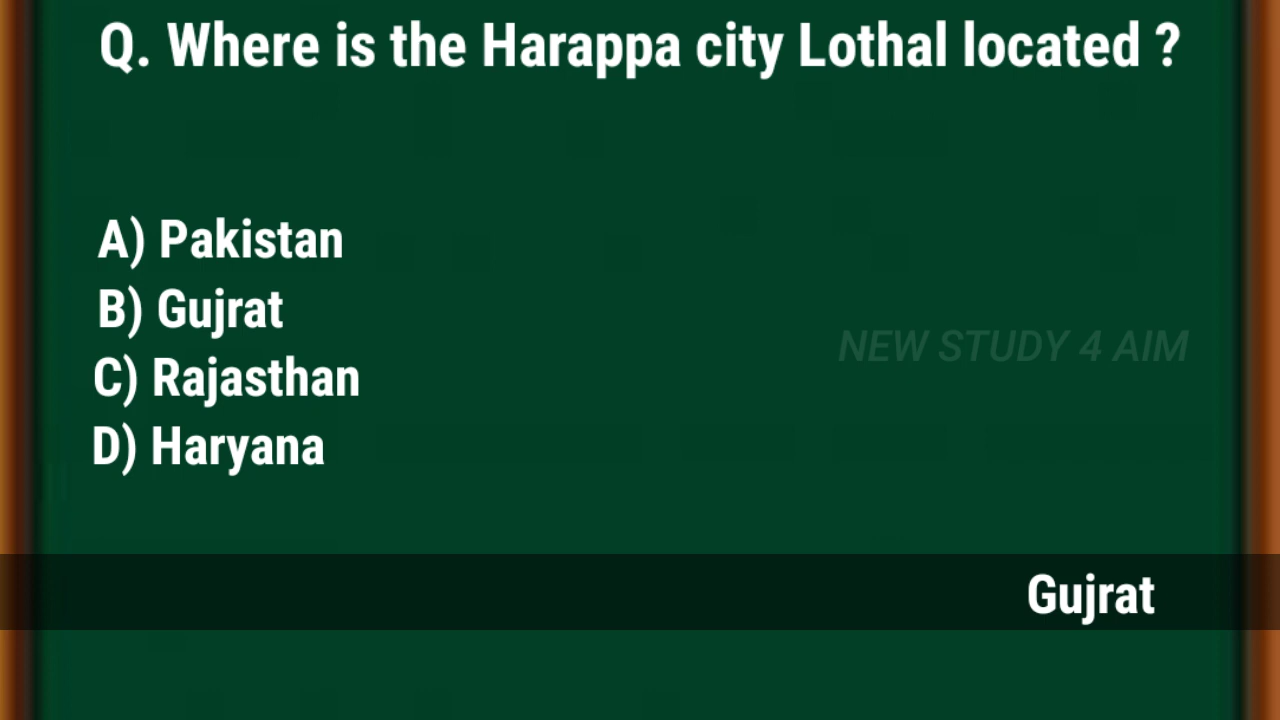 Q. Where is the Harappa city Lothal located ?
A) Pakistan
B) Gujrat
NEW STUDY 4 AIM
C) Rajasthan
D) Haryana
Gujrat